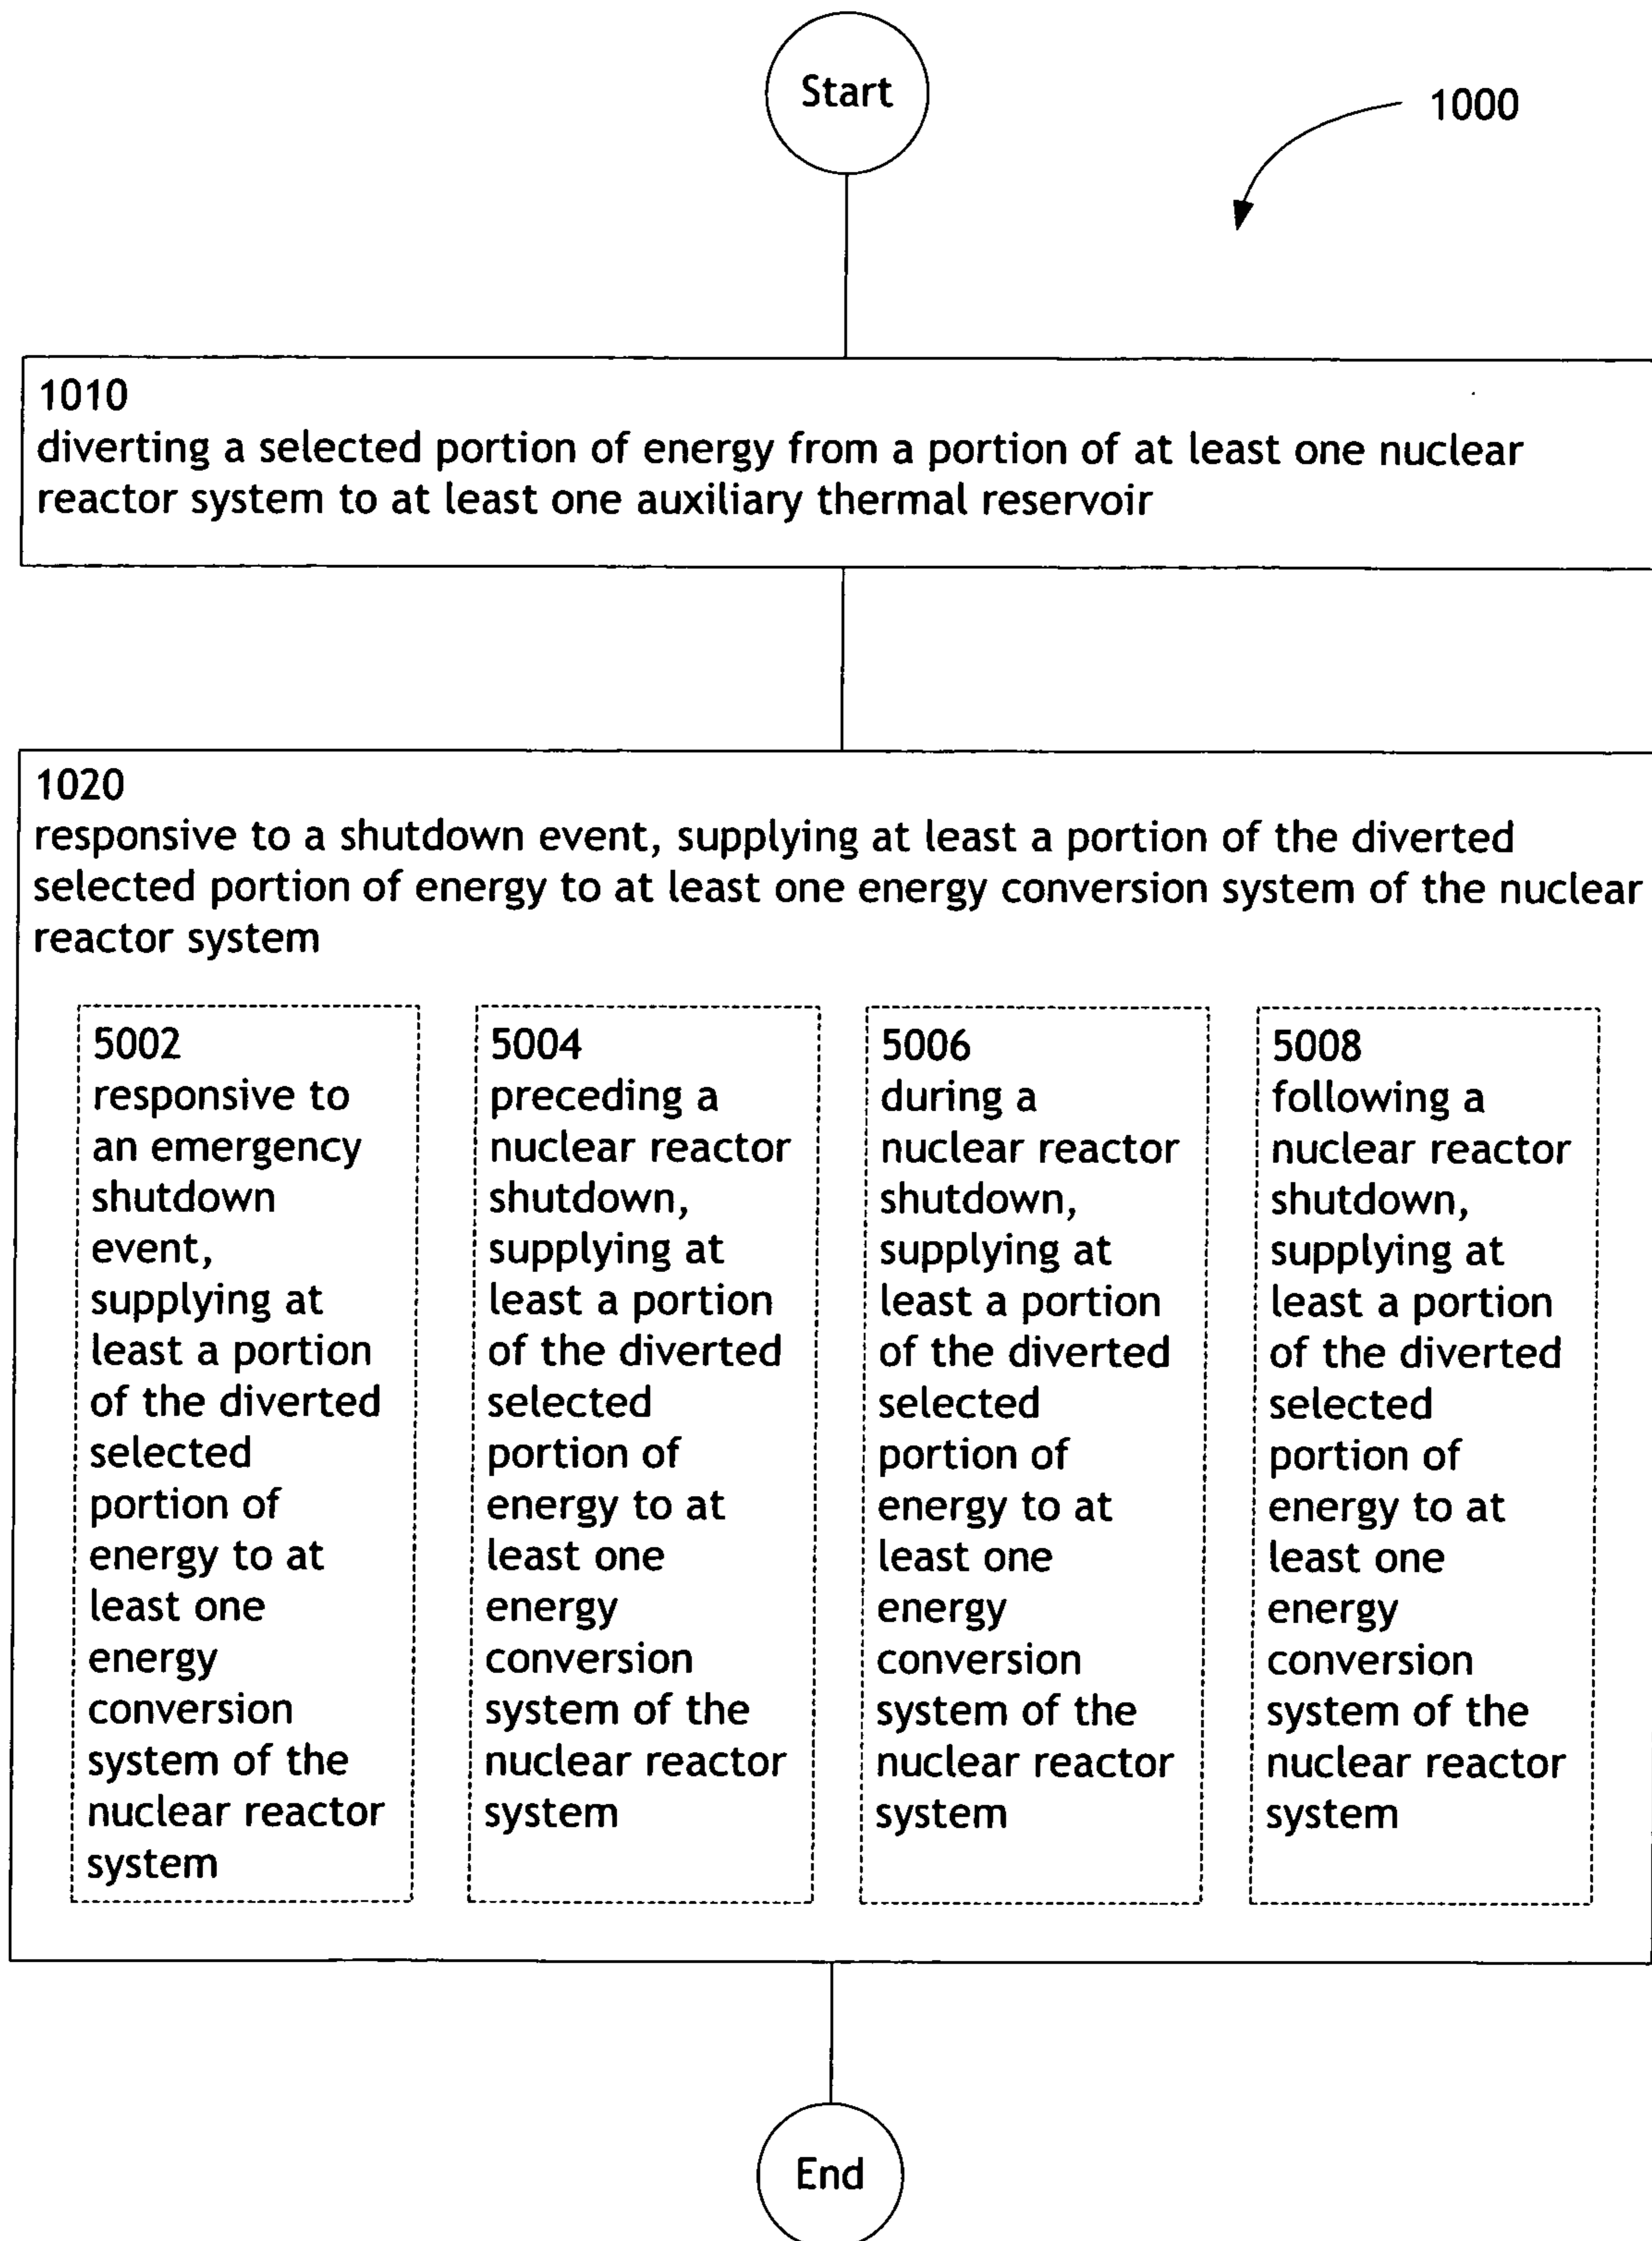 Start
1000
1010
diverting a selected portion of energy from a portion of at least one nuclear
reactor system to at least one auxiliary thermal reservoir
1020
responsive to a shutdown event, supplying at least a portion of the diverted
selected portion of energy to at least one energy conversion system of the nuclear
reactor system
5002
responsive to
an emergency
shutdown
event,
supplying at
least a portion
of the diverted
selected
portion of
energy to at
least one
energy
conversion
system of the
nuclear reactor
system
5004
preceding a
nuclear reactor
shutdown,
supplying at
least a portion
of the diverted
selected
portion of
energy to at
least one
energy
conversion
system of the
nuclear reactor
system
5006
during a
nuclear reactor
shutdown,
supplying at
least a portion
of the diverted
selected
portion of
energy to at
least one
energy
conversion
system of the
nuclear reactor
system
5008
following a
nuclear reactor
shutdown,
supplying at
least a portion
of the diverted
selected
portion of
energy to at
least one
energy
conversion
system of the
nuclear reactor
system
End